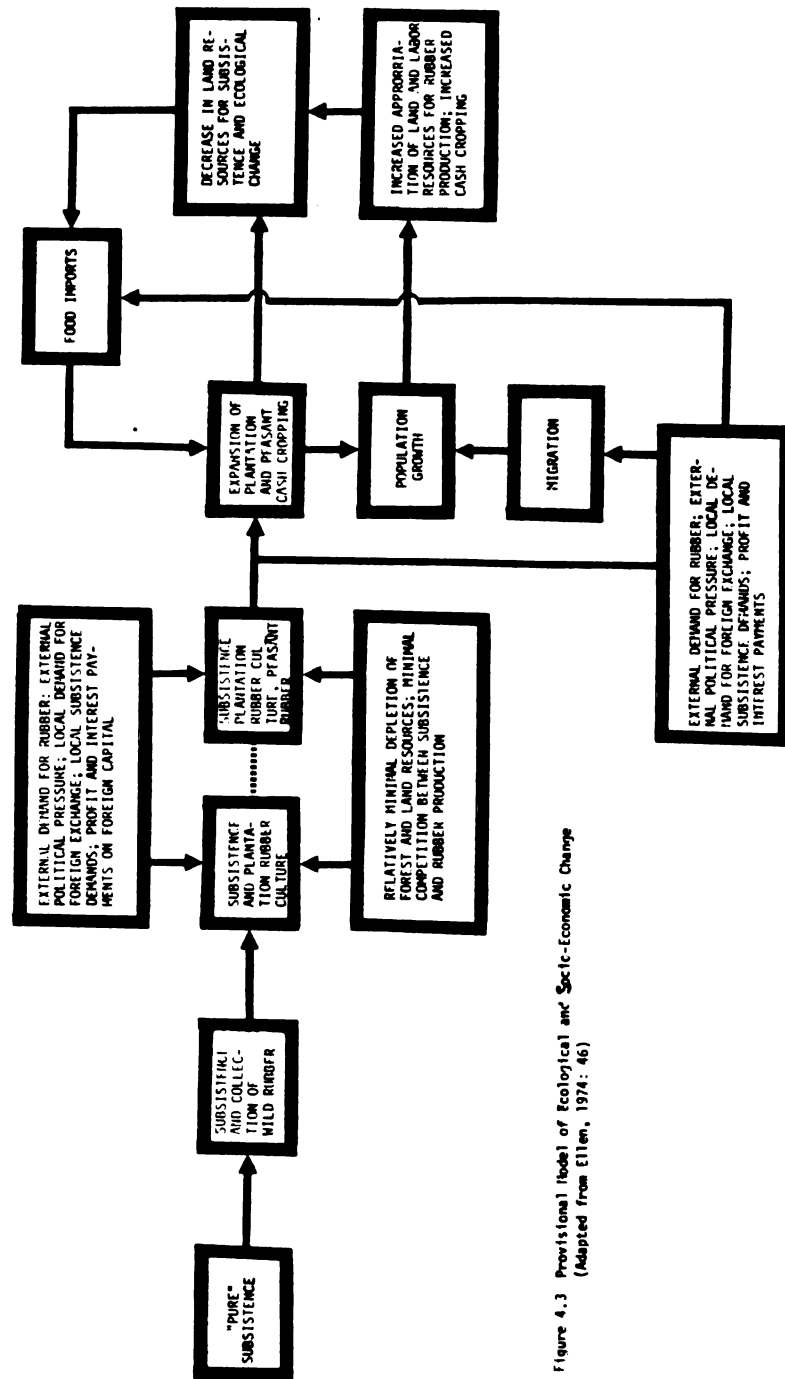 "PURE"
SUBSISTENCE
SUBSISTENCE
AND COLLEC-
TION OF
WILD RUBBER
EXTERNAL DEMAND FOR RUBBER; EXTERNAL
POLITICAL PRESSURE; LOCAL DEMAND FOR
FOREIGN EXCHANGE; LOCAL SUBSISTENCE
DEMANDS; PROFIT AND INTEREST PAY-
MENTS ON FOREIGN CAPITAL
SUBSISTENCE
AND PLANTA-
TION RUBBER
CULTURE
SUBSISTENCE
PLANTATION
RUBBER CUL
TURE, PEASANT
RUBBER
RELATIVELY MINIMAL DEPLETION OF
FOREST AND LAND RESOURCES; MINIMAL
COMPETITION BETWEEN SUBSISTENCE
AND RUBBER PRODUCTION
FOOD IMPORTS
EXPANSION OF
PLANTATION
AND PEASANT
CASH CROPPING
POPULATION
GROWTH
MIGRATION
EXTERNAL DEMAND FOR RUBBER; EXTER-
NAL POLITICAL PRESSURE; LOCAL DE-
MAND FOR FOREIGN EXCHANGE; LOCAL
SUBSISTENCE DEMANDS; PROFIT AND
INTEREST PAYMENTS
DECREASE IN LAND RE-
SOURCES FOR SUBSIS-
TENCE AND ECOLOGICAL
CHANGE
INCREASED APPRORRIA-
TION OF LAND AND LABOR
RESOURCES FOR RUBBER
PRODUCTION; INCREASED
CASH CROPPING
Figure 4.3 Provisional Model of Ecological and Socic-Economic Change
(Adapted from Ellen, 1974: 46)